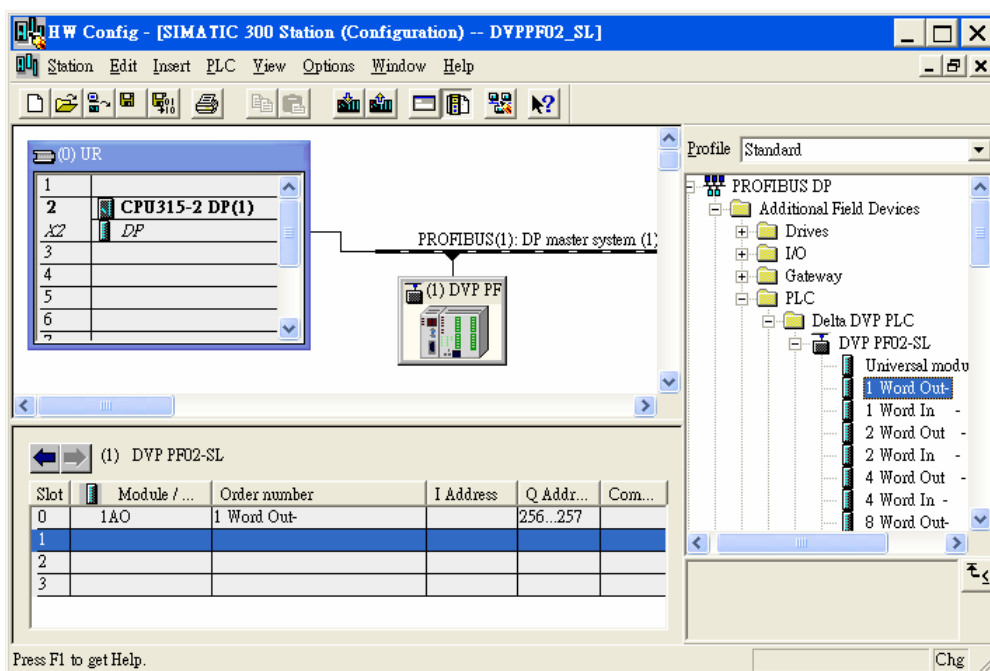 HW Config - [SIMATIC 300 Station (Configuration) -- DVPPF02_SL]
Station Edit Insert PLC View Options Window Help
(0) UR
1
2 CPU315-2 DP(1)
X2 DP
3
4
5
6
7
PROFIBUS(1): DP master system (1)
(1) DVP PF
Profile Standard
PROFIBUS DP
Additional Field Devices
Drives
I/O
Gateway
PLC
Delta DVP PLC
DVP PF02-SL
Universal modu
1 Word Out-
1 Word In -
2 Word Out -
2 Word In -
4 Word Out -
4 Word In -
8 Word Out-
(1) DVP PF02-SL
Slot Module / ... Order number I Address Q Addr... Com...
0 1AO 1 Word Out- 256...257
1
2
3
Press F1 to get Help.
Chg